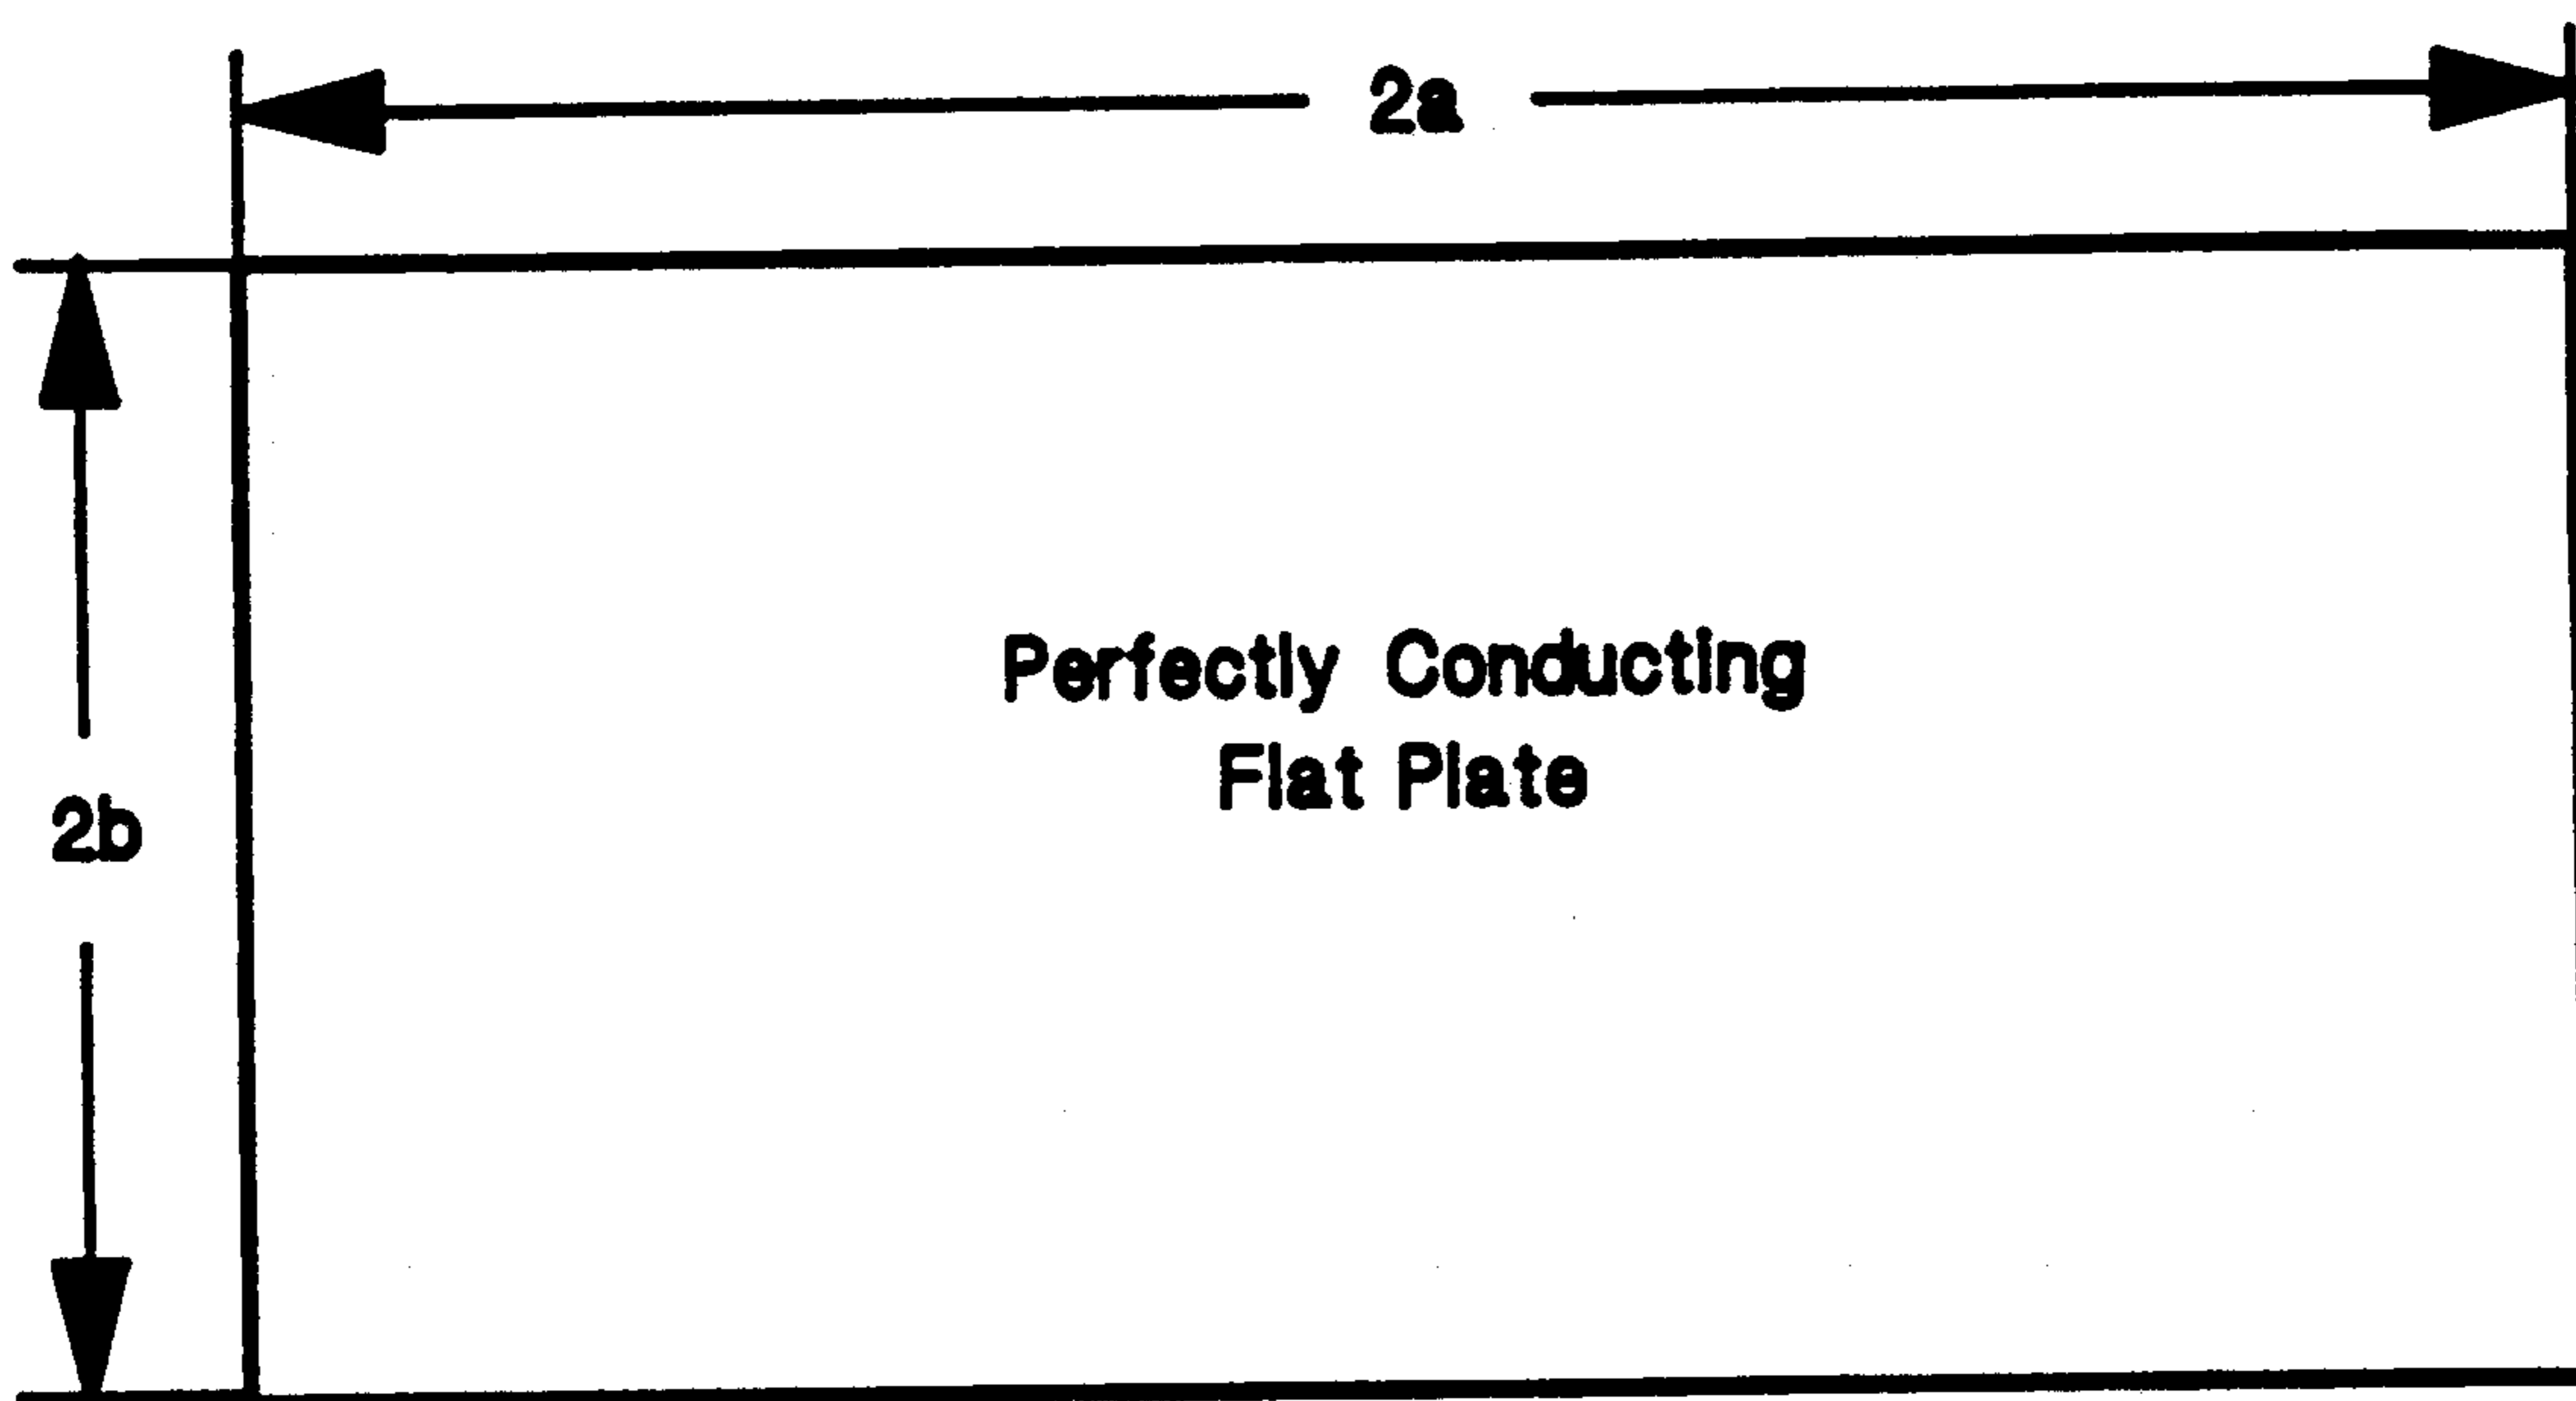 2a
Perfectly Conducting
Flat Plate
2b